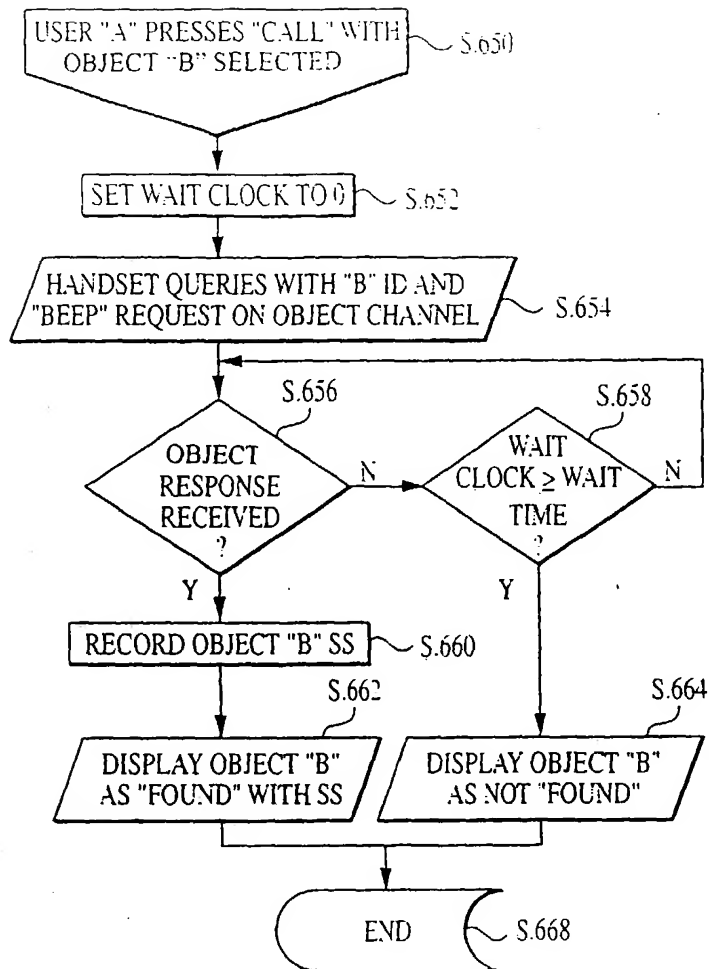 USER "A" PRESSES "CALL" WITH
OBJECT "B" SELECTED
S.650
SET WAIT CLOCK TO 0
S.652
HANDSET QUERIES WITH "B" ID AND
"BEEP" REQUEST ON OBJECT CHANNEL
S.654
S.656
OBJECT
RESPONSE
RECEIVED
?
N
Y
S.658
WAIT
CLOCK ≥ WAIT
TIME
?
N
Y
RECORD OBJECT "B" SS
S.660
S.662
DISPLAY OBJECT "B"
AS "FOUND" WITH SS
S.664
DISPLAY OBJECT "B"
AS NOT "FOUND"
END
S.668